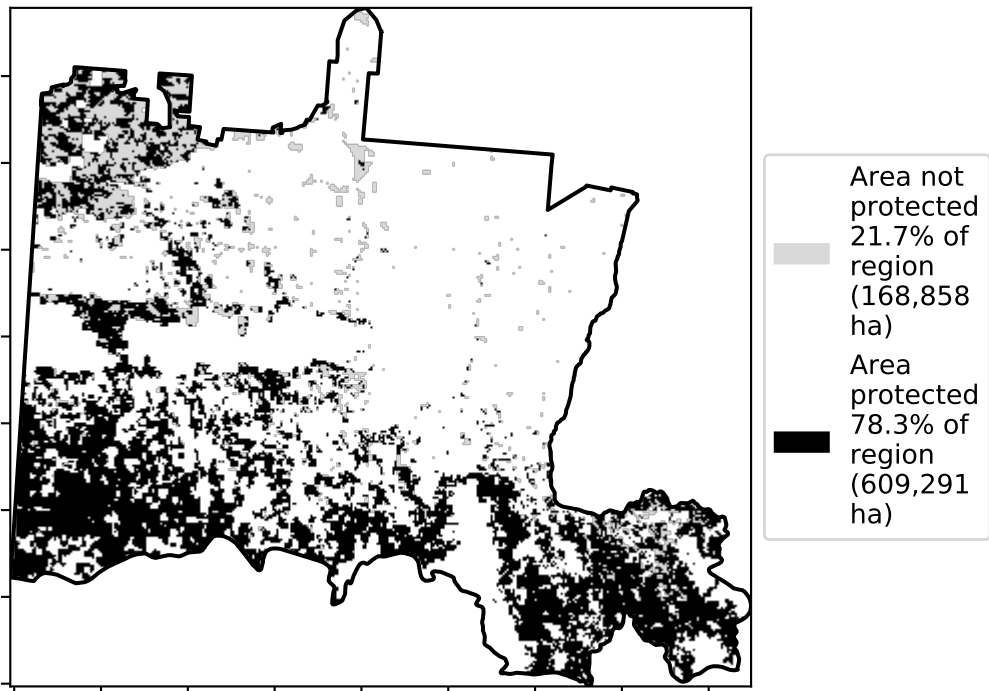 Area not
protected
21.7% of
region
(168,858
ha)
Area
protected
78.3% of
region
(609,291
ha)